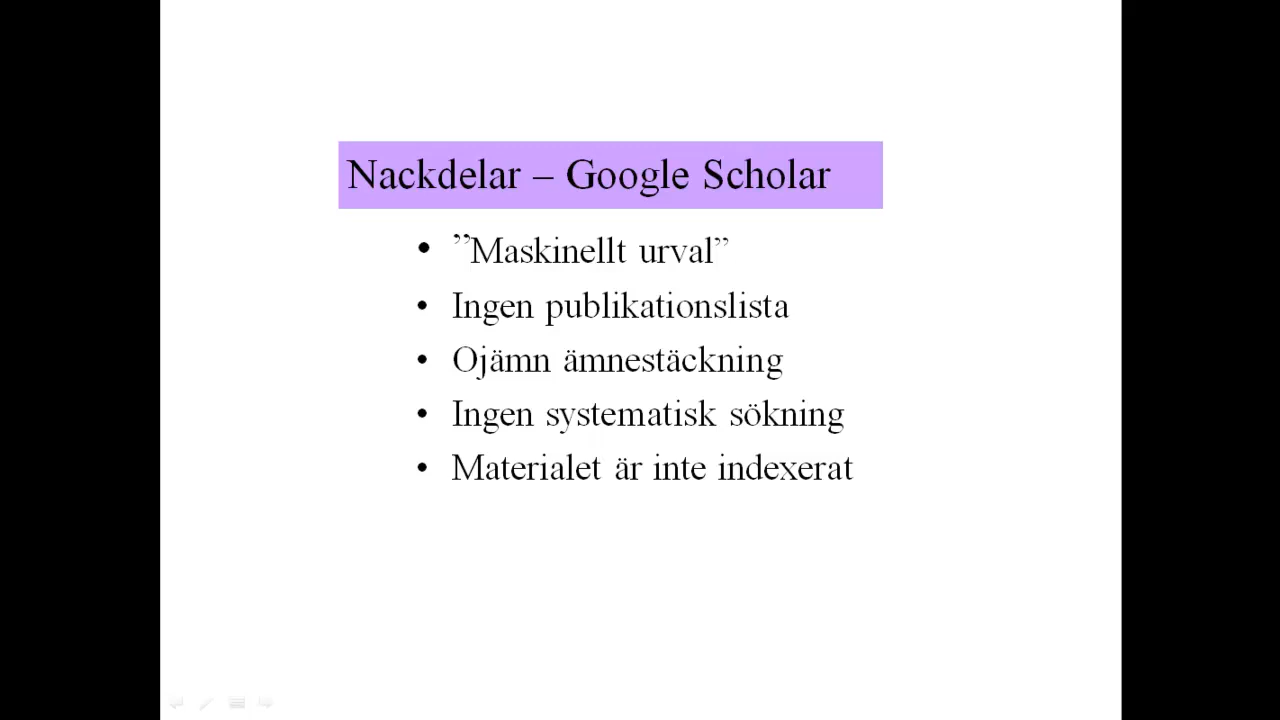 Nackdelar – Google Scholar
• ”Maskinellt urval”
• Ingen publikationslista
• Ojämn ämnestäckning
• Ingen systematisk sökning
• Materialet är inte indexerat